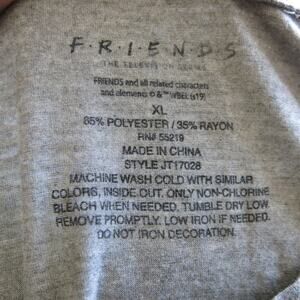 F·R·I·E·N·D·S
THE TELEVISION SERIES
FRIENDS and all related characters
and elements © & ™ WBEI. (s19)
XL
65% POLYESTER / 35% RAYON
RN# 55219
MADE IN CHINA
STYLE JT17028
MACHINE WASH COLD WITH SIMILAR
COLORS, INSIDE OUT. ONLY NON-CHLORINE
BLEACH WHEN NEEDED. TUMBLE DRY LOW.
REMOVE PROMPTLY. LOW IRON IF NEEDED.
DO NOT IRON DECORATION.